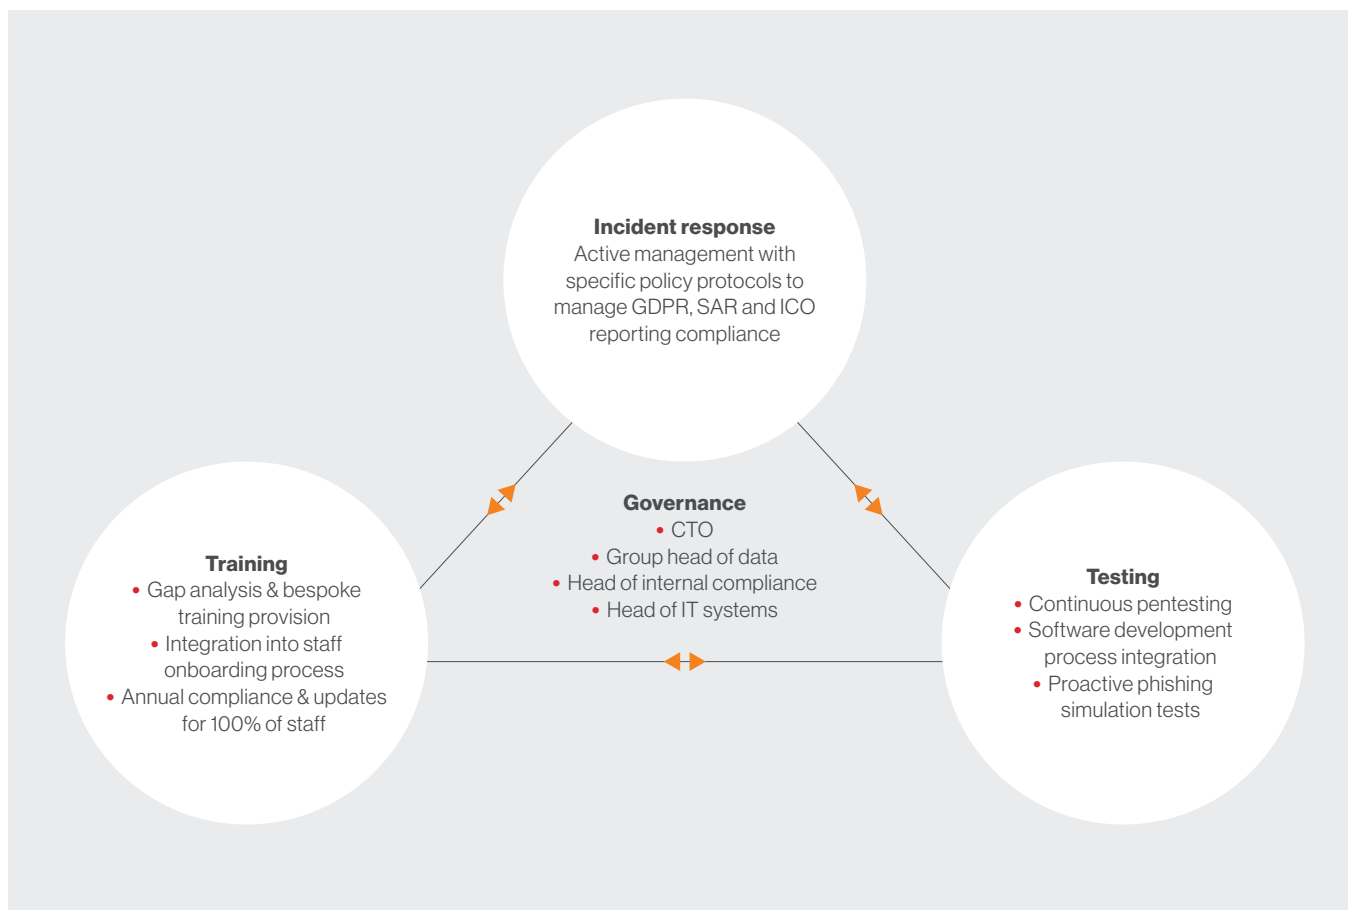 Incident response
Active management with
specific policy protocols to
manage GDPR, SAR and ICO
reporting compliance
Governance
• CTO
• Group head of data
• Head of internal compliance
• Head of IT systems
Training
• Gap analysis & bespoke
training provision
• Integration into staff
onboarding process
• Annual compliance & updates
for 100% of staff
Testing
• Continuous pentesting
• Software development
process integration
• Proactive phishing
simulation tests